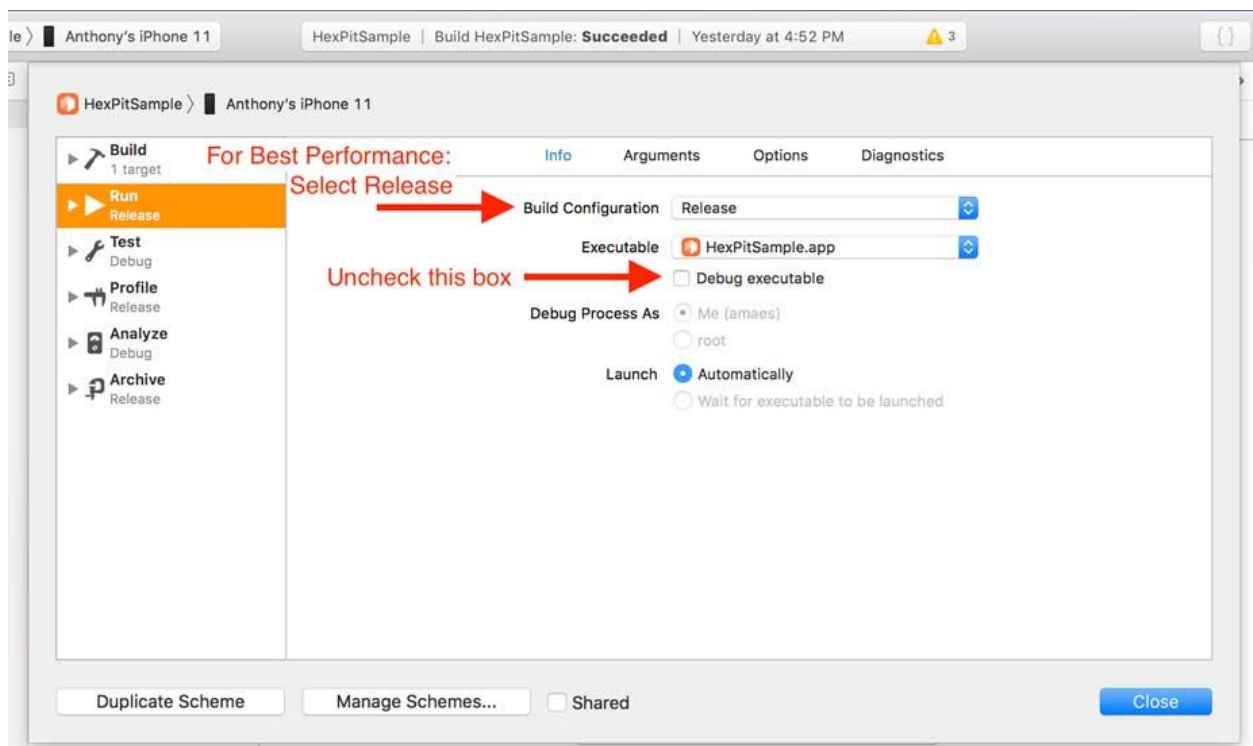 le 〉 Anthony's iPhone 11
HexPitSample | Build HexPitSample: Succeeded | Yesterday at 4:52 PM 3
{ }
HexPitSample 〉 Anthony's iPhone 11
Build
1 target
Run
Release
Test
Debug
Profile
Release
Analyze
Debug
Archive
Release
For Best Performance:
Select Release
Info Arguments Options Diagnostics
Build Configuration Release
Executable HexPitSample.app
Uncheck this box
Debug executable
Debug Process As Me (amaes)
root
Launch Automatically
Wait for executable to be launched
Duplicate Scheme Manage Schemes... Shared Close